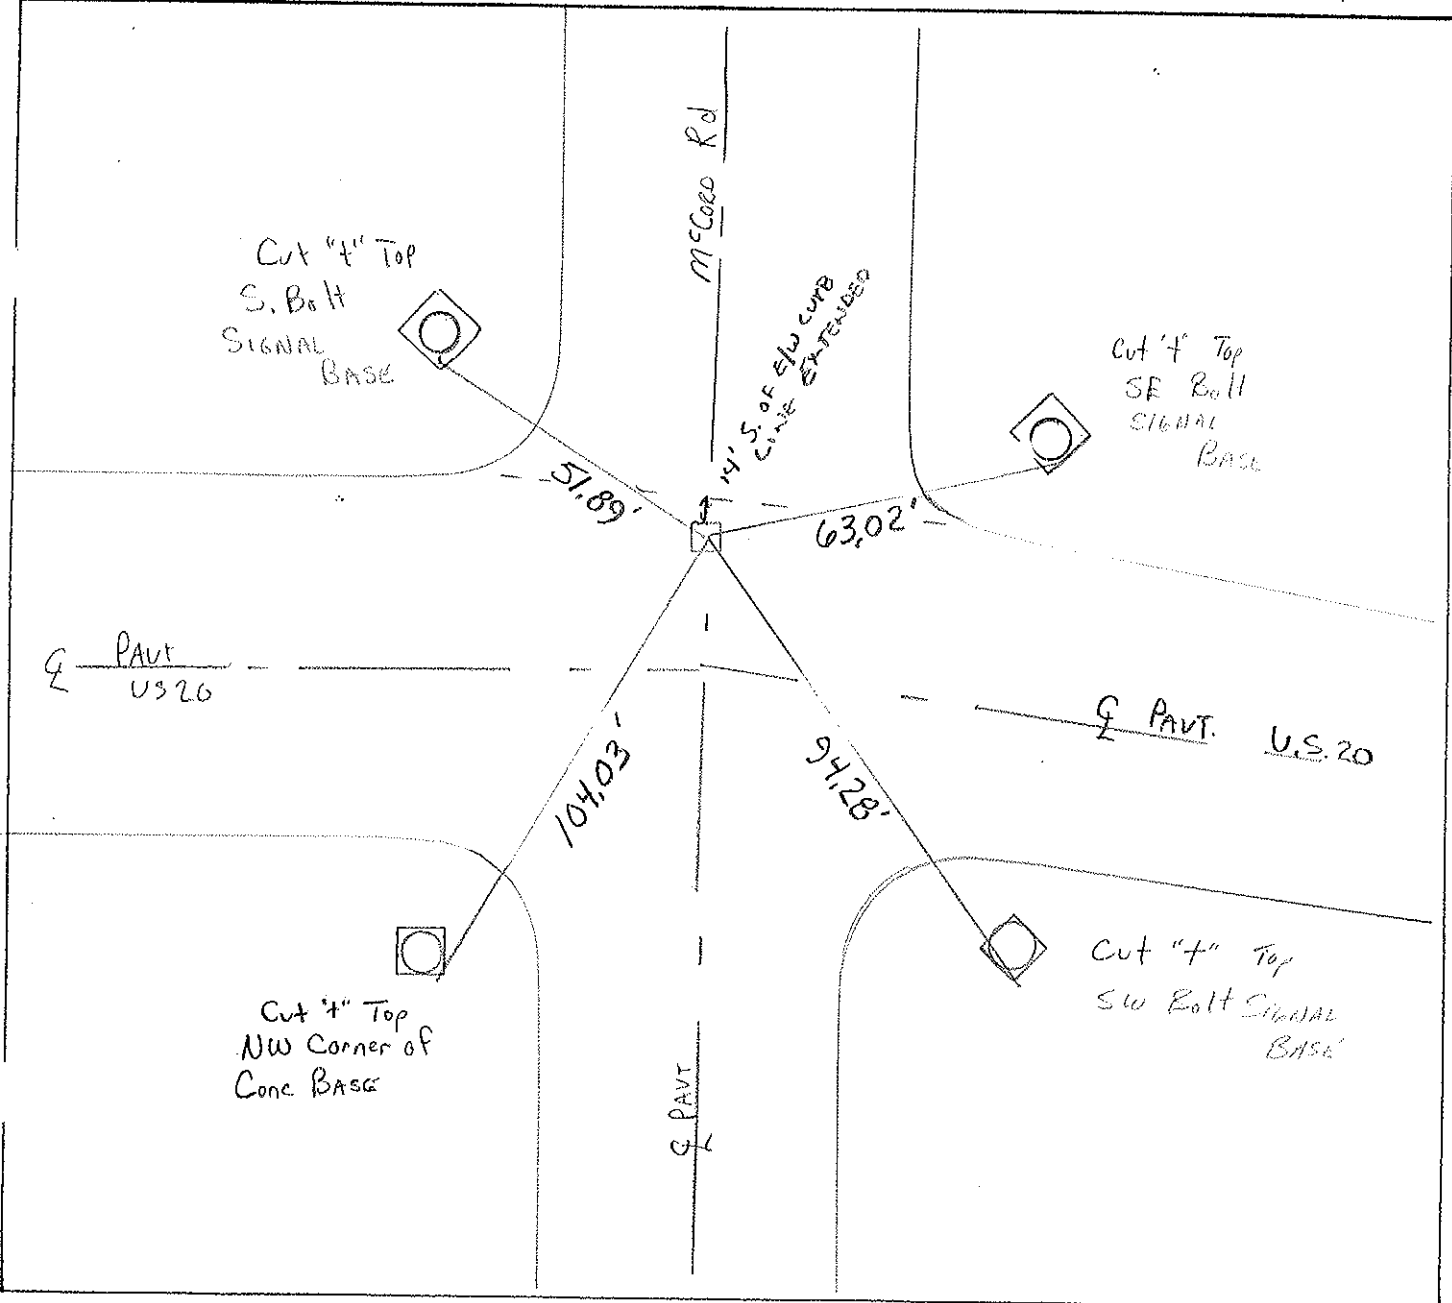 McCORD Rd
Cut "+" Top
S. Bolt
SIGNAL
BASE
14' S. OF E/W CURB
LINE EXTENDED
Cut "+" Top
SE Bolt
SIGNAL
BASE
51.89'
63.02'
℄ PAVT
US 20
℄ PAVT. U.S. 20
104.03'
94.28'
Cut "+" Top
NW Corner of
Conc BASE
Cut "+" Top
SW Bolt SIGNAL
BASE
℄ PAVT